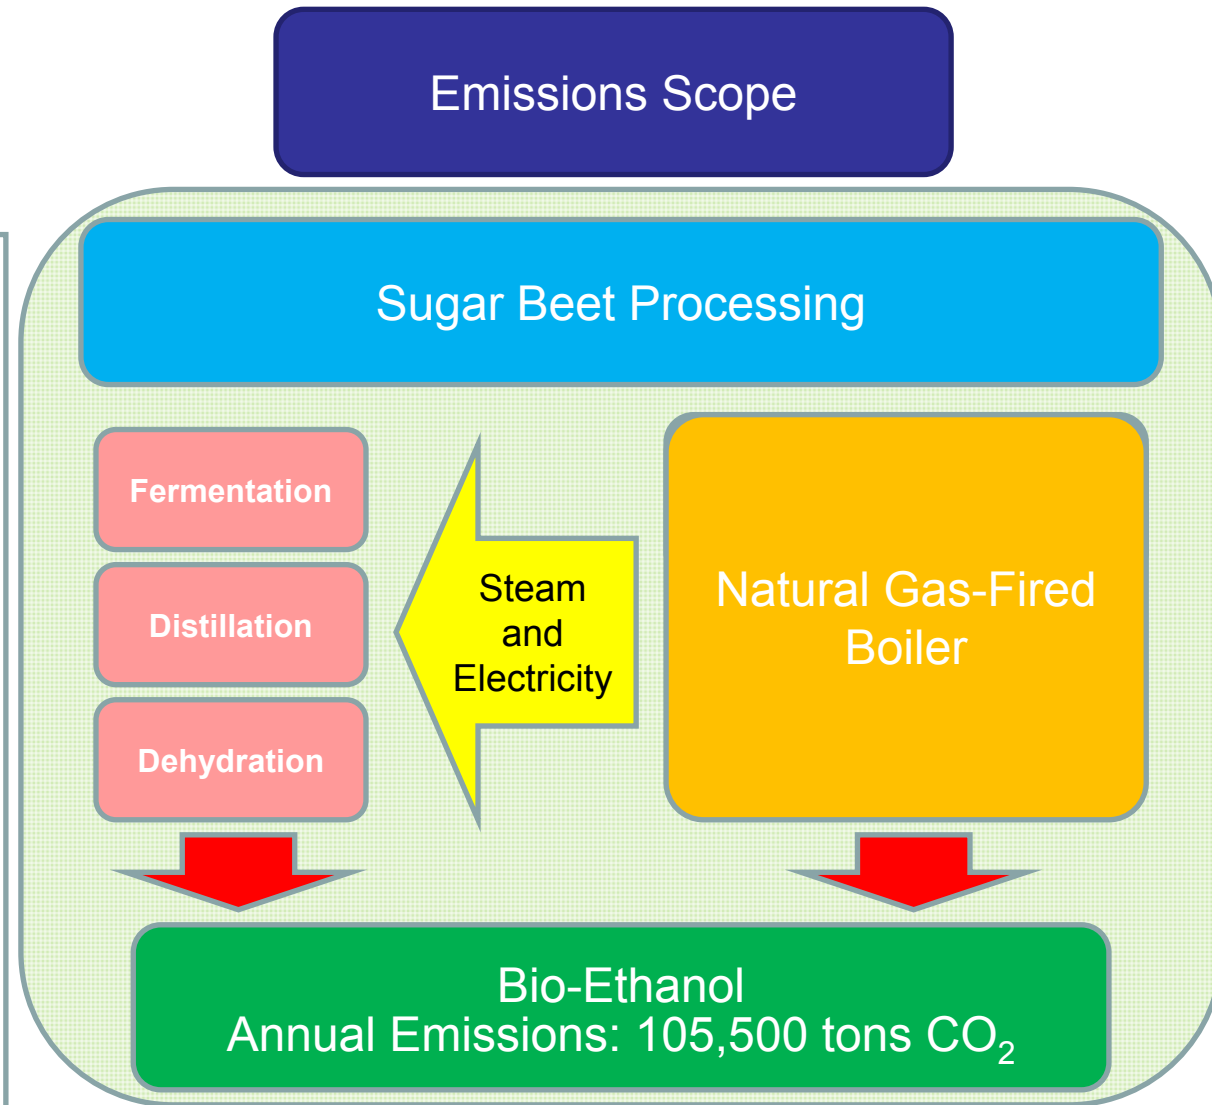 Emissions Scope
Sugar Beet Processing
Fermentation
Distillation
Dehydration
Steam
and
Electricity
Natural Gas-Fired
Boiler
Bio-Ethanol
Annual Emissions: 105,500 tons CO₂